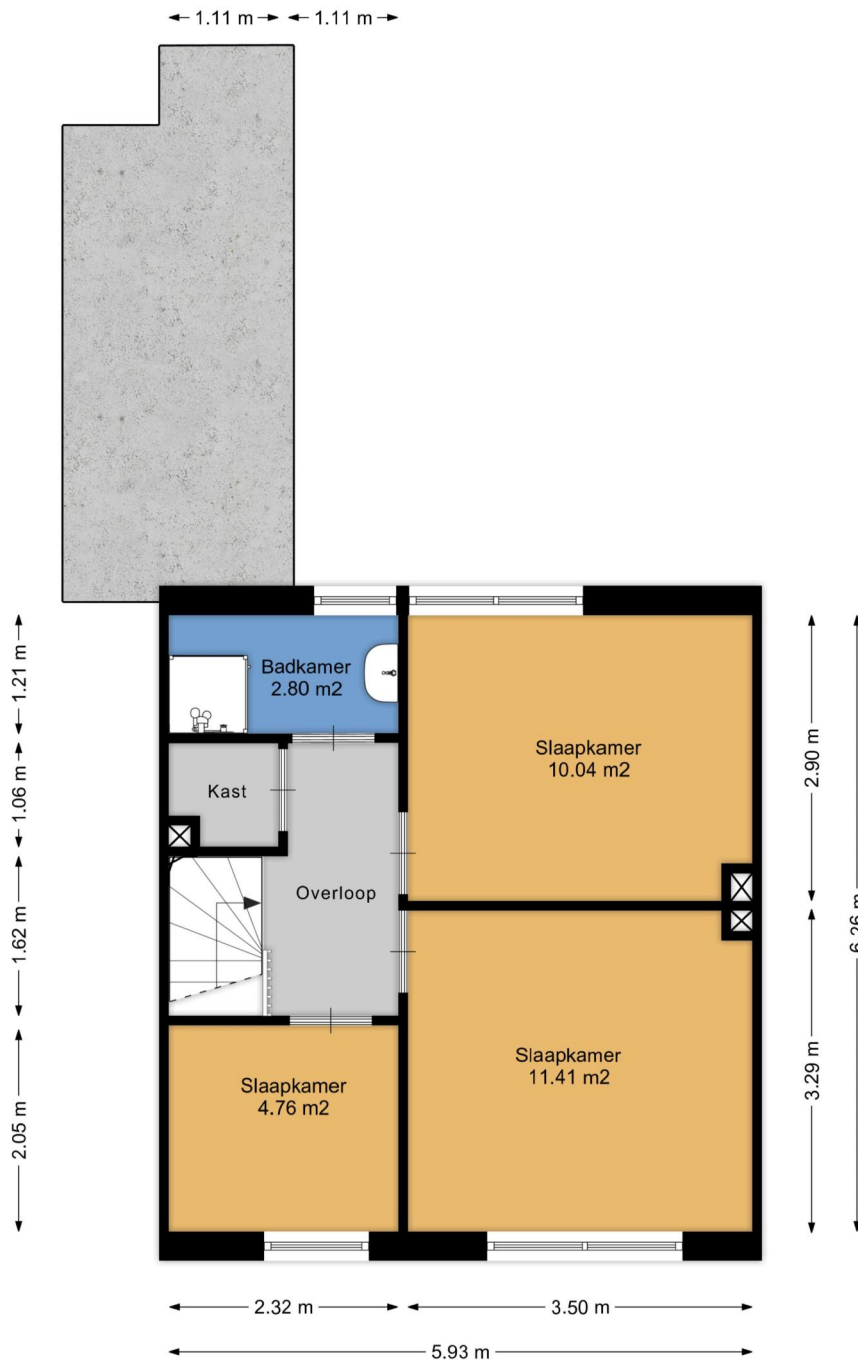 1.11 m
1.11 m
1.21 m
Badkamer
2.80 m2
Slaapkamer
10.04 m2
2.90 m
1.06 m
Kast
Overloop
1.62 m
6.26 m
Slaapkamer
11.41 m2
3.29 m
Slaapkamer
4.76 m2
2.05 m
2.32 m
3.50 m
5.93 m